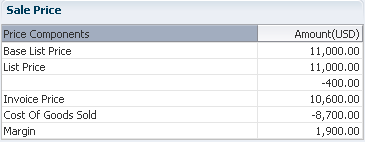 Sale Price
Price Components Amount(USD)
Base List Price 11,000.00
List Price 11,000.00
-400.00
Invoice Price 10,600.00
Cost Of Goods Sold -8,700.00
Margin 1,900.00